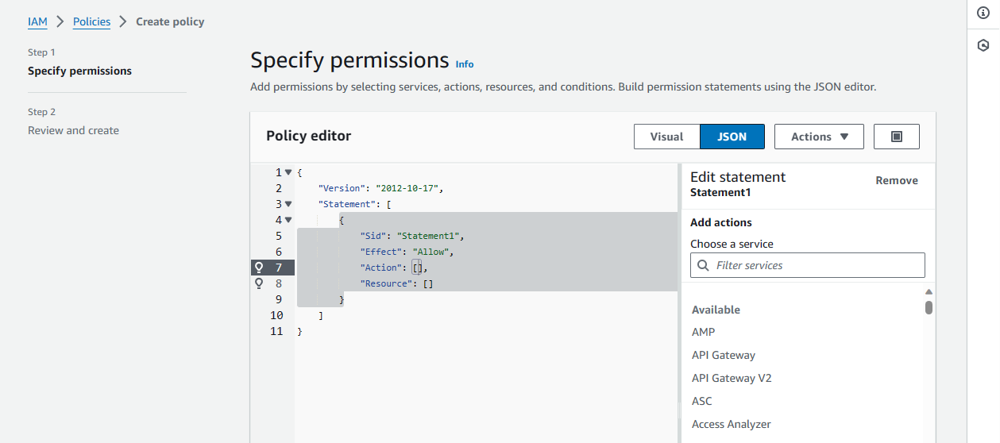 IAM > Policies > Create policy
Step 1
Specify permissions
Step 2
Review and create
Specify permissions Info
Add permissions by selecting services, actions, resources, and conditions. Build permission statements using the JSON editor.
Policy editor
Visual JSON Actions ▼
1 ▼ {
2 "Version": "2012-10-17",
3 ▼ "Statement": [
4 ▼ {
5 "Sid": "Statement1",
6 "Effect": "Allow",
7 "Action": [],
8 "Resource": []
9 }
10 ]
11 }
Edit statement Remove
Statement1
Add actions
Choose a service
Filter services
Available
AMP
API Gateway
API Gateway V2
ASC
Access Analyzer